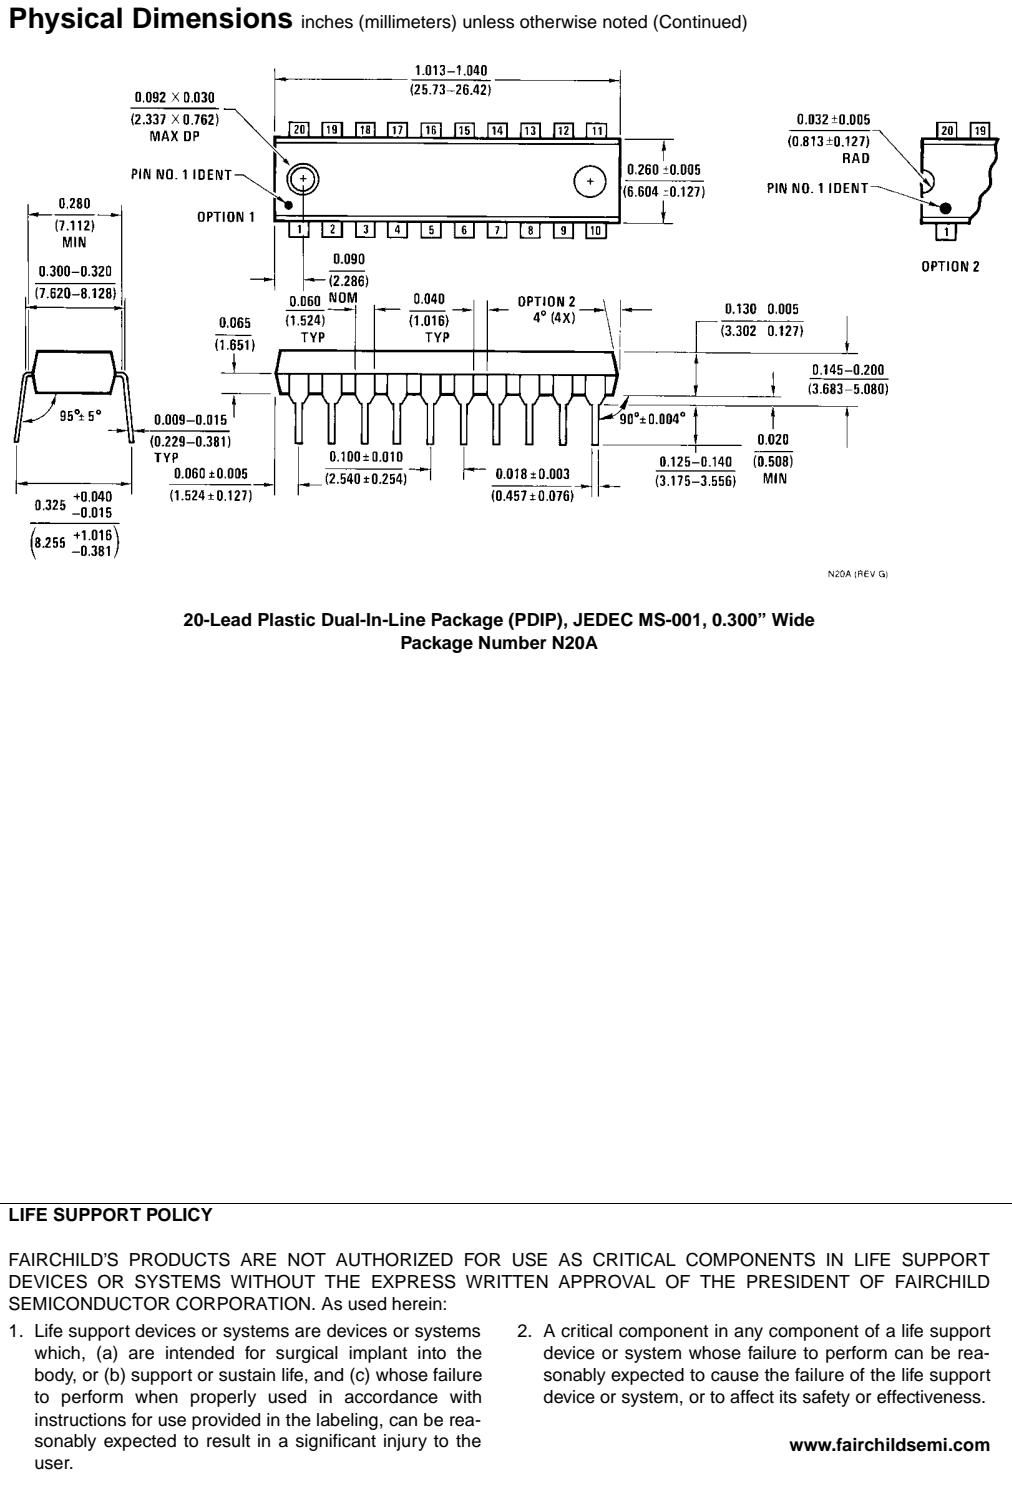 Physical Dimensions inches (millimeters) unless otherwise noted (Continued)
1.013–1.040
(25.73–26.42)
0.092 × 0.030
(2.337 × 0.762)
MAX DP
20 19 18 17 16 15 14 13 12 11
0.032 ±0.005
(0.813 ±0.127)
RAD
20 19
PIN NO. 1 IDENT
0.260 ±0.005
(6.604 ±0.127)
PIN NO. 1 IDENT
OPTION 1
1 2 3 4 5 6 7 8 9 10
1
OPTION 2
0.280
(7.112)
MIN
0.300–0.320
(7.620–8.128)
0.090
(2.286)
NOM
0.060
(1.524)
TYP
0.040
(1.016)
TYP
OPTION 2
4° (4X)
0.130 0.005
(3.302 0.127)
0.065
(1.651)
0.145–0.200
(3.683–5.080)
95°± 5°
0.009–0.015
(0.229–0.381)
TYP
90°±0.004°
0.020
(0.508)
MIN
0.125–0.140
(3.175–3.556)
0.100±0.010
(2.540±0.254)
0.018±0.003
(0.457±0.076)
0.060 ±0.005
(1.524 ±0.127)
0.325 +0.040
–0.015
(8.255 +1.016
–0.381)
N20A (REV G)
20-Lead Plastic Dual-In-Line Package (PDIP), JEDEC MS-001, 0.300” Wide
Package Number N20A
LIFE SUPPORT POLICY
FAIRCHILD'S PRODUCTS ARE NOT AUTHORIZED FOR USE AS CRITICAL COMPONENTS IN LIFE SUPPORT
DEVICES OR SYSTEMS WITHOUT THE EXPRESS WRITTEN APPROVAL OF THE PRESIDENT OF FAIRCHILD
SEMICONDUCTOR CORPORATION. As used herein:
1. Life support devices or systems are devices or systems
which, (a) are intended for surgical implant into the
body, or (b) support or sustain life, and (c) whose failure
to perform when properly used in accordance with
instructions for use provided in the labeling, can be rea-
sonably expected to result in a significant injury to the
user.
2. A critical component in any component of a life support
device or system whose failure to perform can be rea-
sonably expected to cause the failure of the life support
device or system, or to affect its safety or effectiveness.
www.fairchildsemi.com